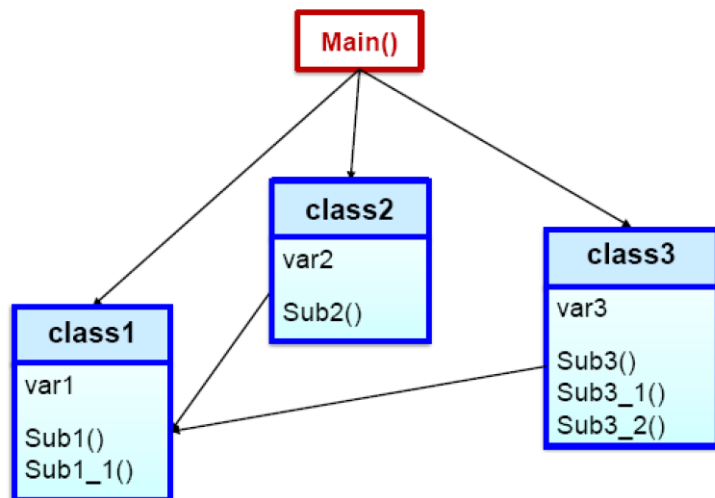 Main()
class2
var2
Sub2()
class3
var3
Sub3()
Sub3_1()
Sub3_2()
class1
var1
Sub1()
Sub1_1()